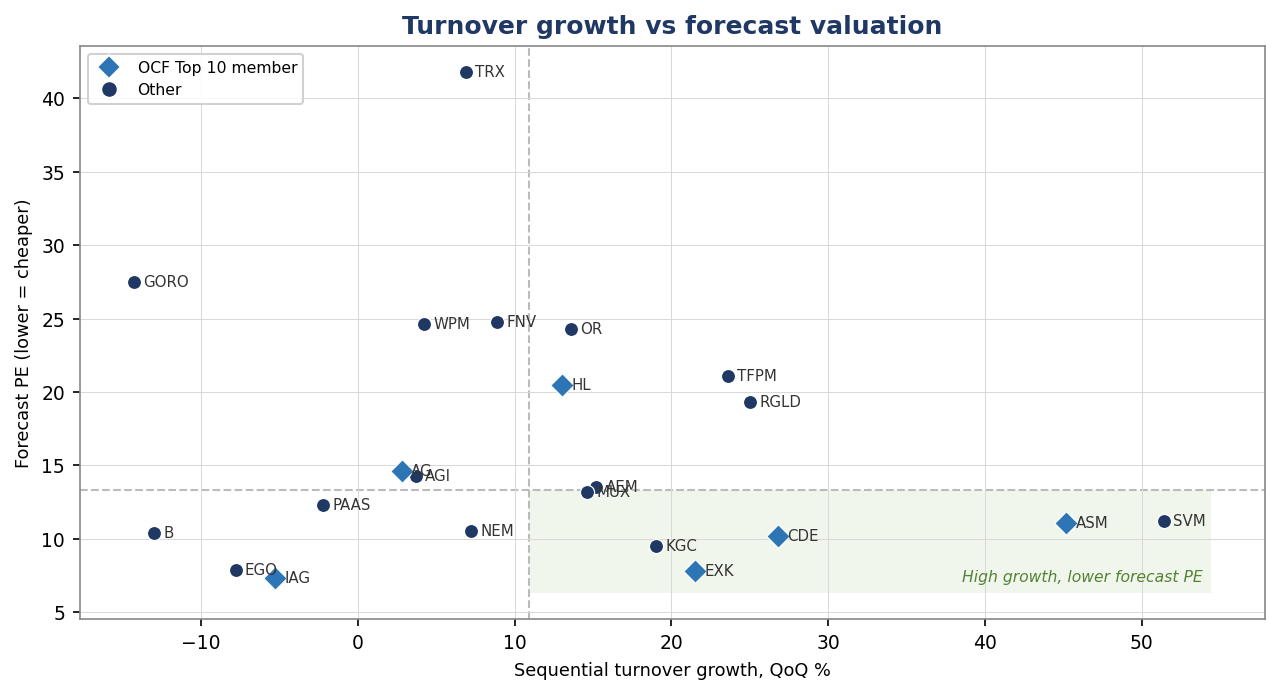 Turnover growth vs forecast valuation
OCF Top 10 member
Other
TRX
GORO
WPM
FNV
OR
HL
TFPM
RGLD
AG
AGI
AEM
MUX
PAAS
B
NEM
KGC
CDE
ASM
SVM
EGO
IAG
EXK
High growth, lower forecast PE
Forecast PE (lower = cheaper)
40
35
30
25
20
15
10
5
−10
0
10
20
30
40
50
Sequential turnover growth, QoQ %